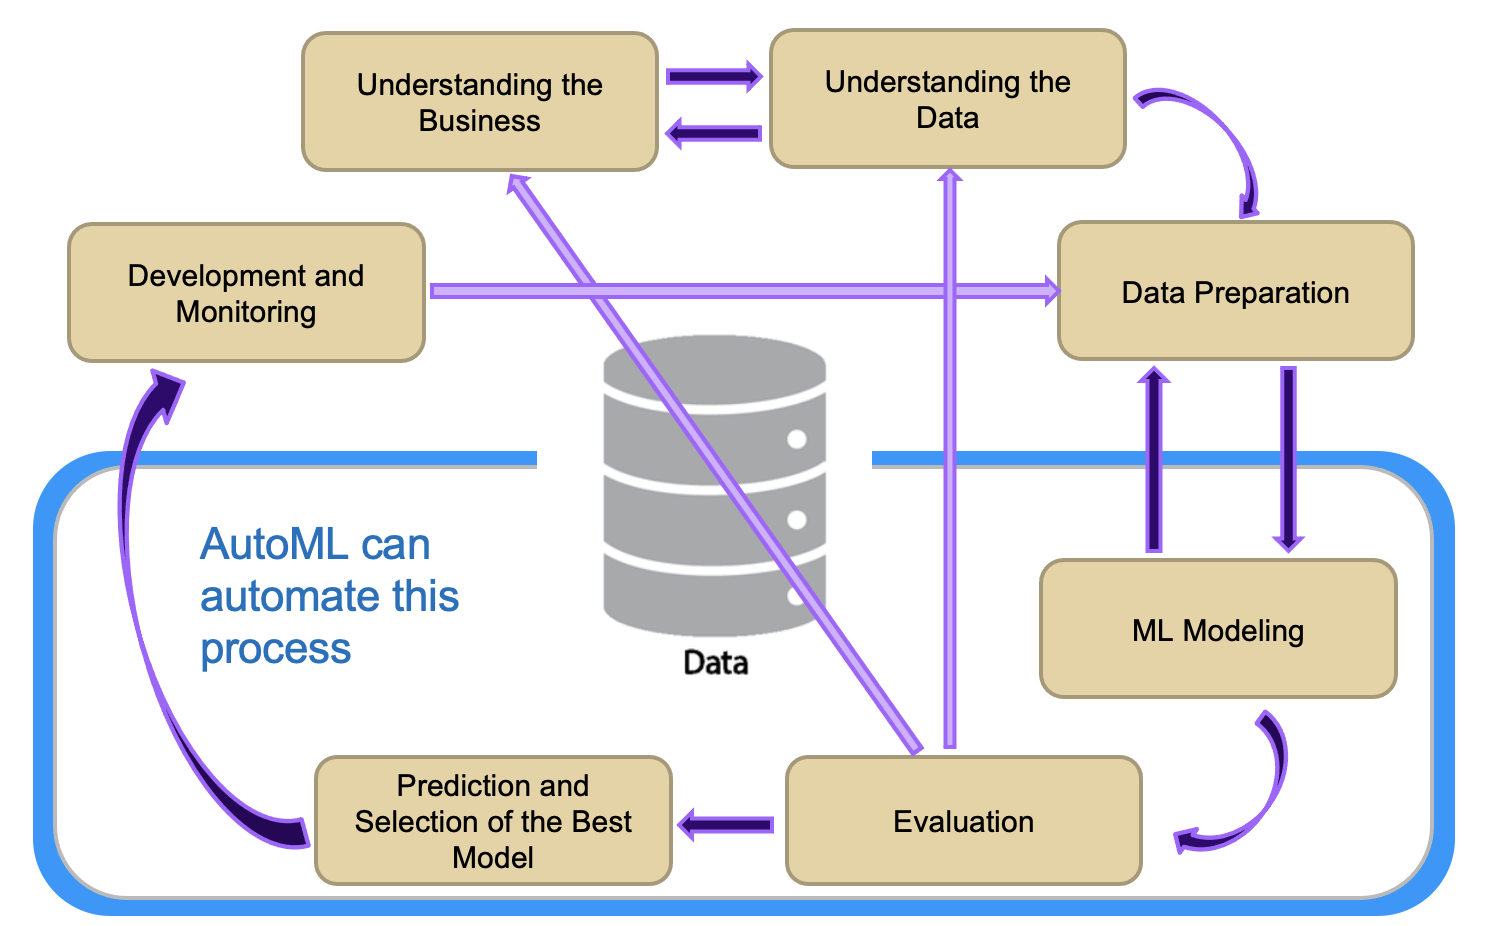 Understanding the
Business
Understanding the
Data
Development and
Monitoring
Data Preparation
AutoML can
automate this
process
Data
ML Modeling
Prediction and
Selection of the Best
Model
Evaluation